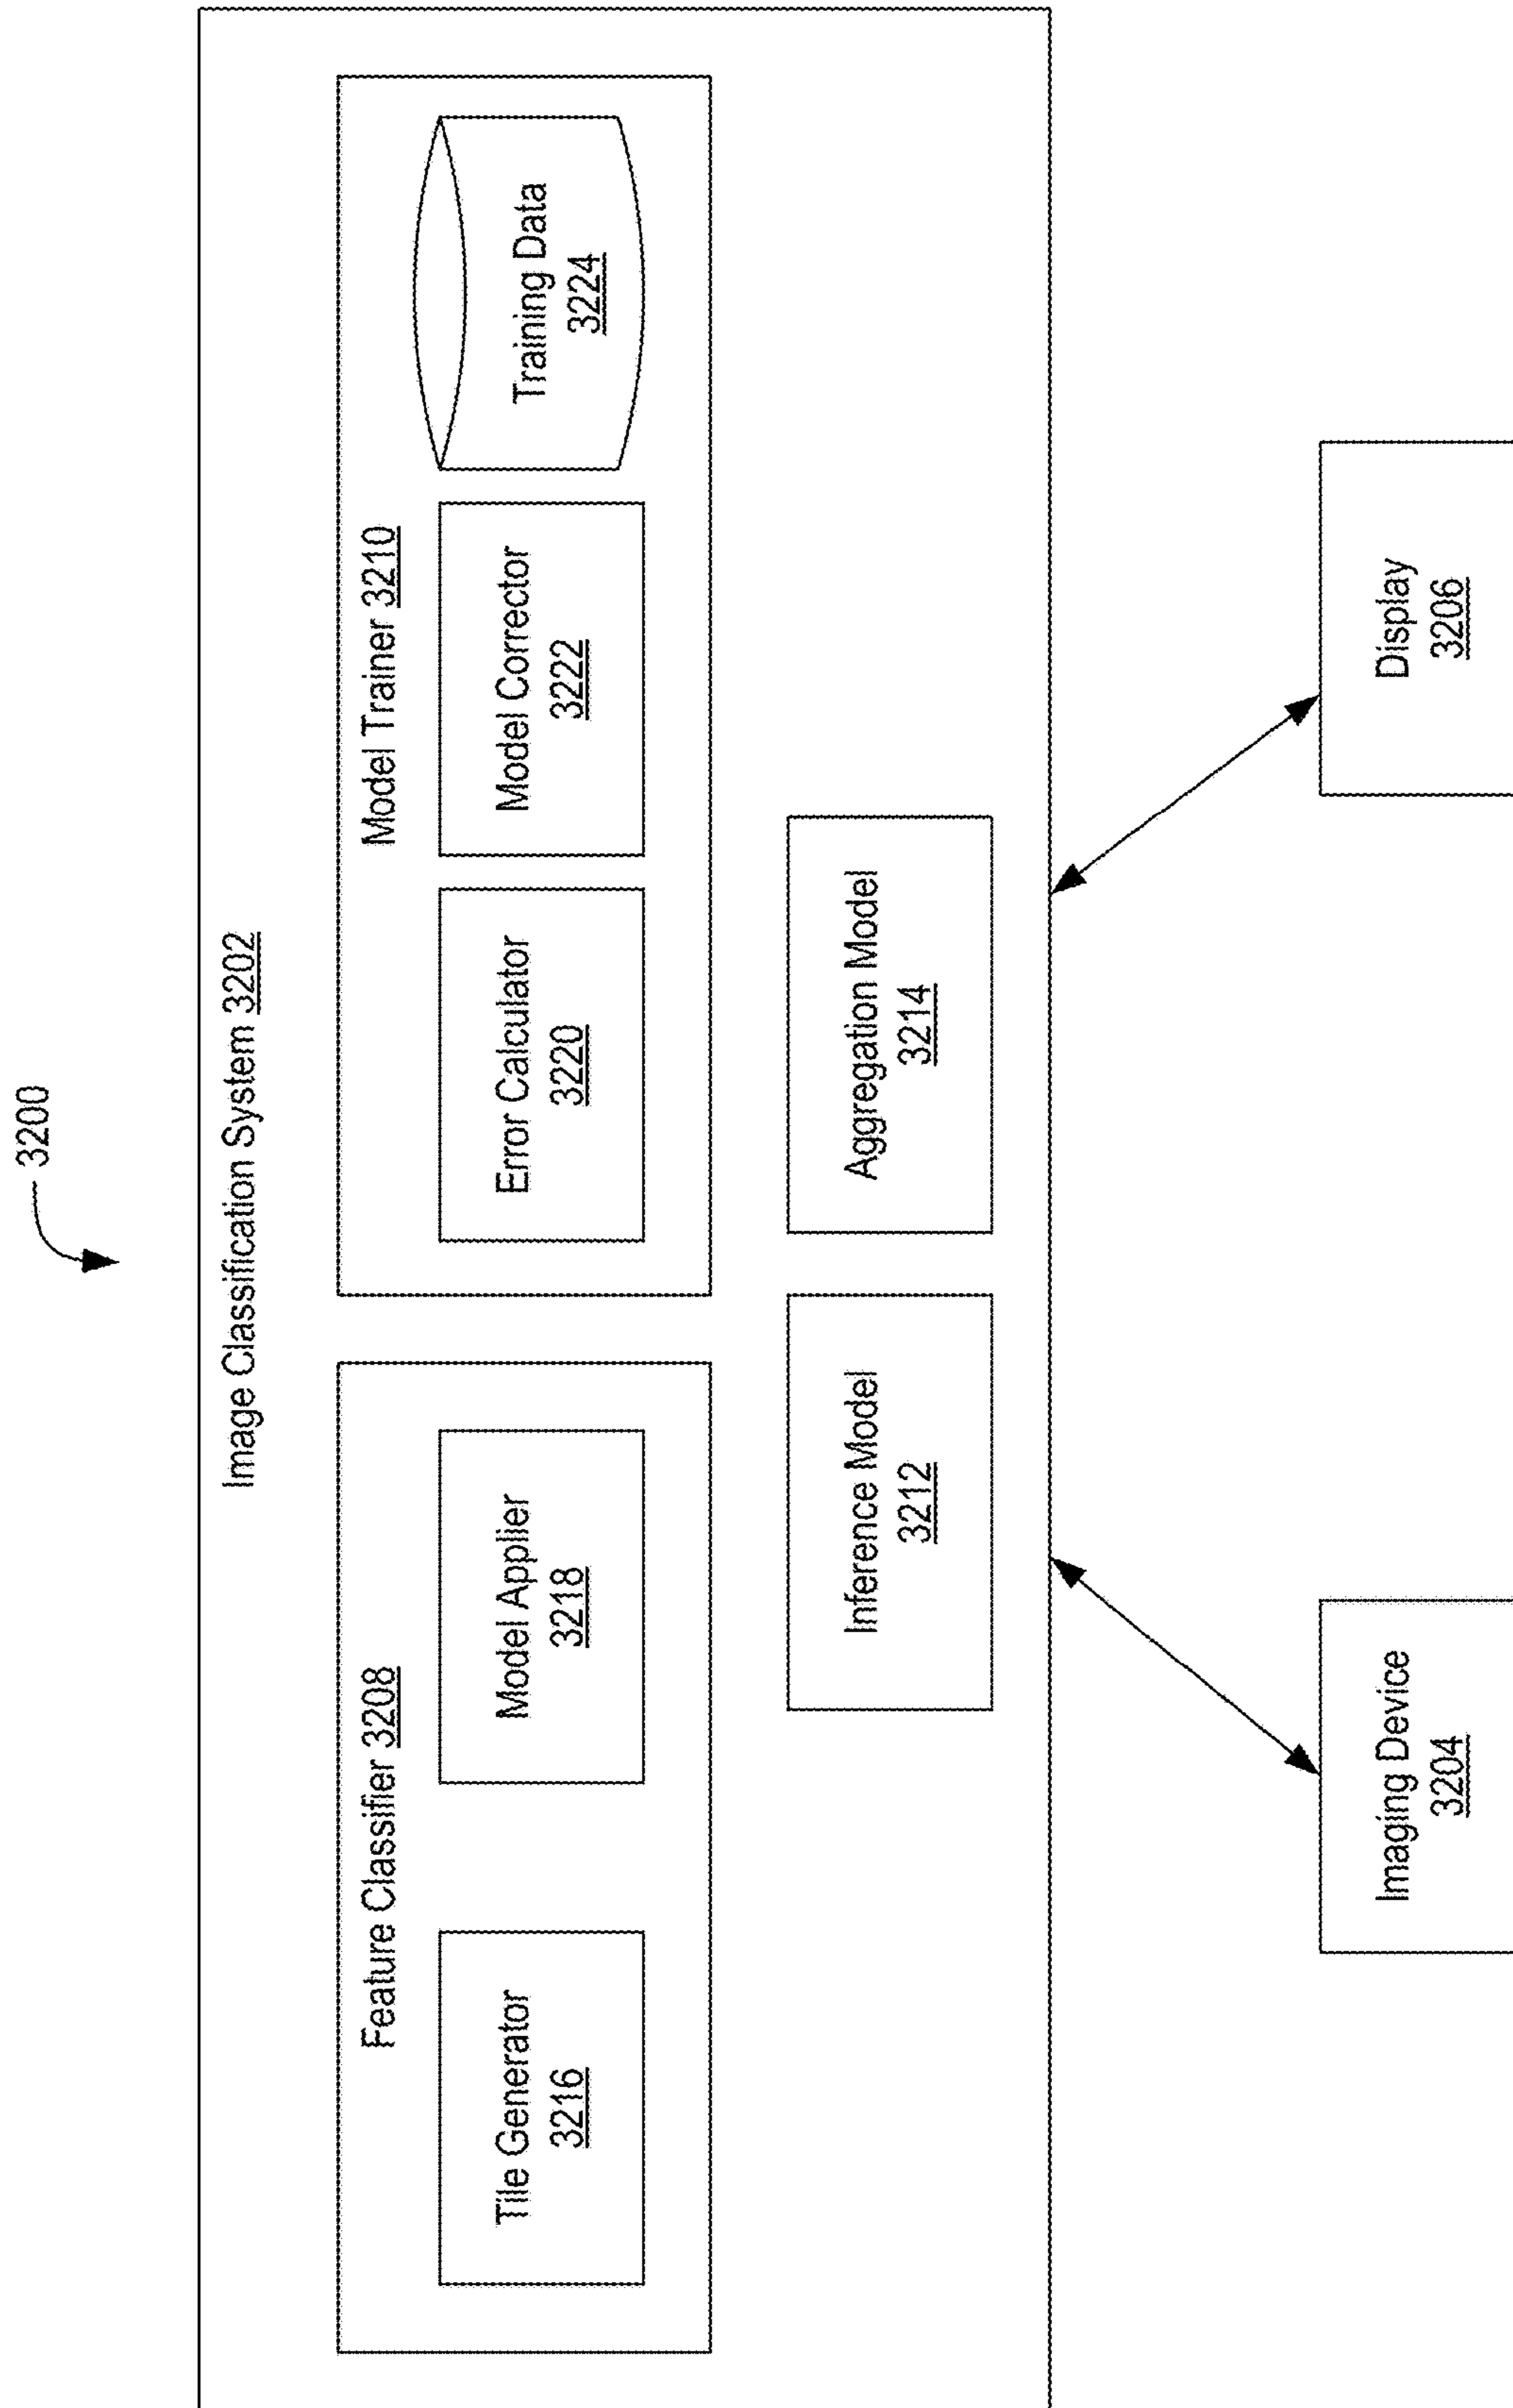 3200
Image Classification System 3202
Feature Classifier 3208
Tile Generator
3216
Model Applier
3218
Model Trainer 3210
Error Calculator
3220
Model Corrector
3222
Training Data
3224
Inference Model
3212
Aggregation Model
3214
Imaging Device
3204
Display
3206